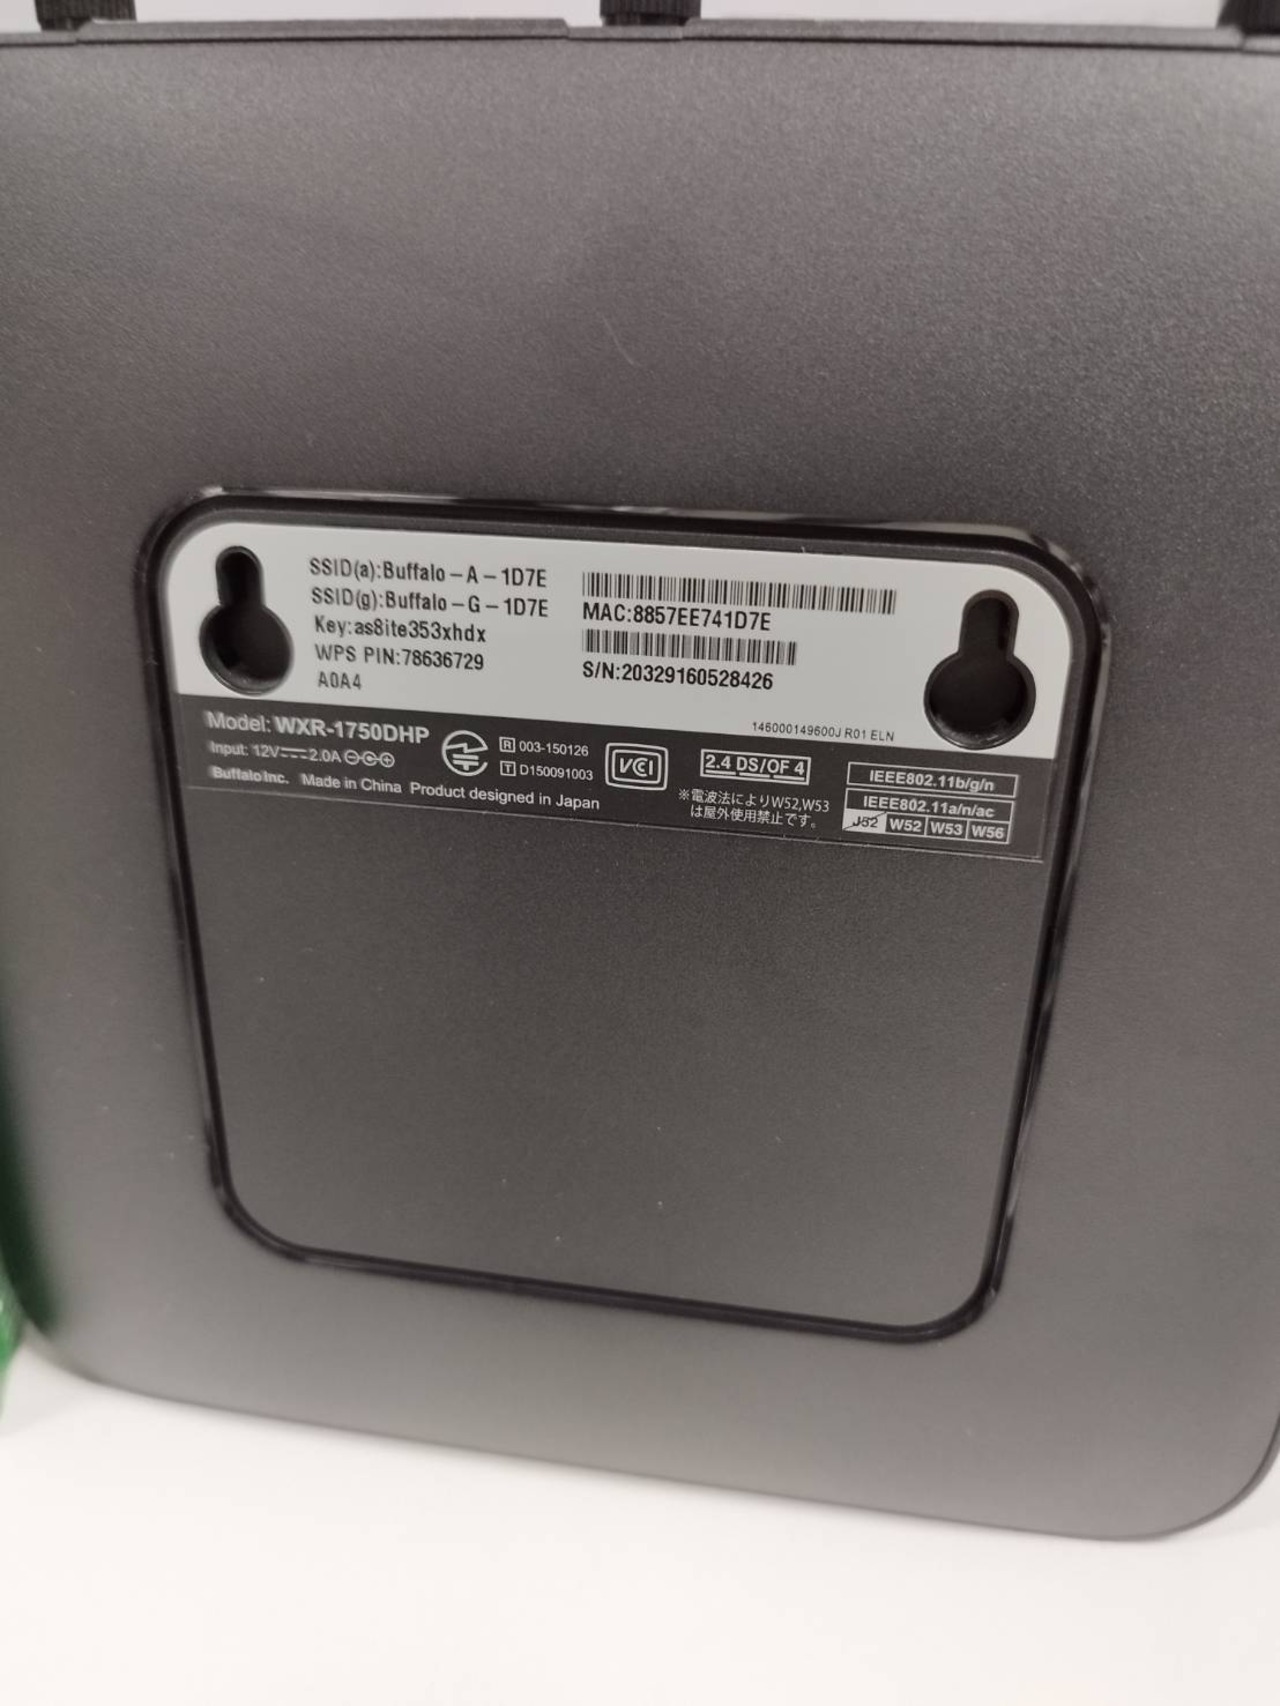 SSID(a):Buffalo-A-1D7E
SSID(g):Buffalo-G-1D7E
Key:as8ite353xhdx
WPS PIN:78636729
A0A4
MAC:8857EE741D7E
S/N:20329160528426
146000149600J R01 ELN
Model: WXR-1750DHP
Input: 12V 2.0A
Buffalo Inc. Made in China Product designed in Japan
R 003-150126
T D150091003
VCI
2.4 DS/OF 4
※電波法によりW52,W53
は屋外使用禁止です。
IEEE802.11b/g/n
IEEE802.11a/n/ac
J52 W52 W53 W56